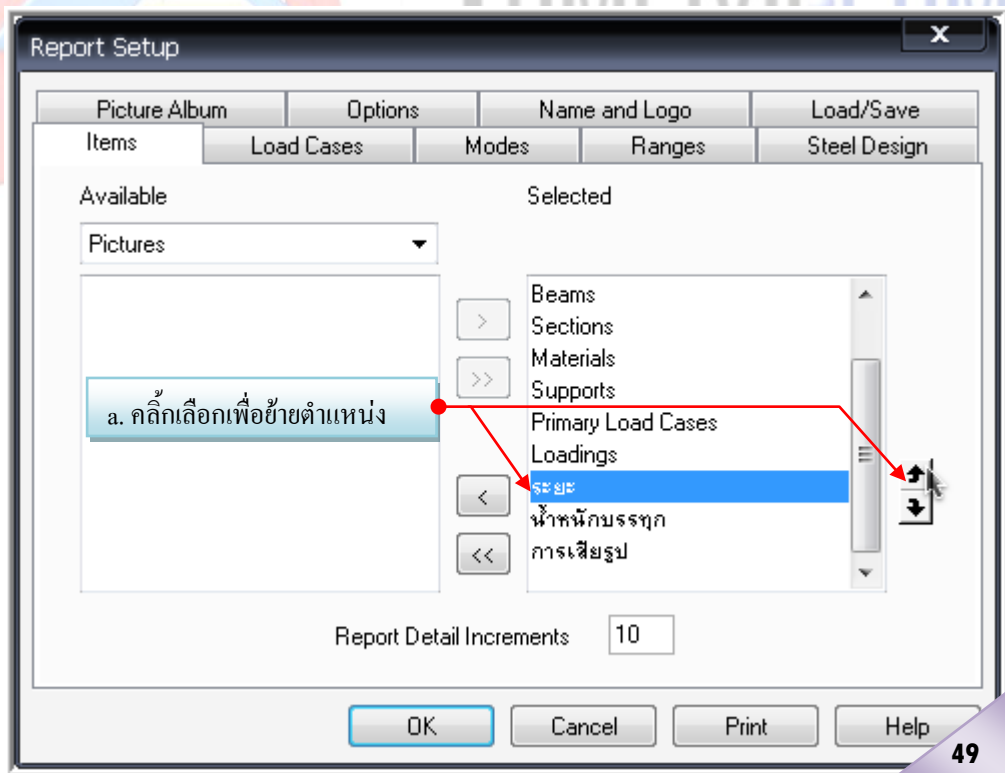 Report Setup
x
Picture Album Options Name and Logo Load/Save
Items Load Cases Modes Ranges Steel Design
Available Selected
Pictures
Beams
>
Sections
Materials
>>
Supports
a. คลิ้กเลือกเพื่อย้ายตำแหน่ง
Primary Load Cases
Loadings
ระยะ
<
น้ำหนักบรรทุก
<<
การเสียรูป
Report Detail Increments 10
OK Cancel Print Help
49